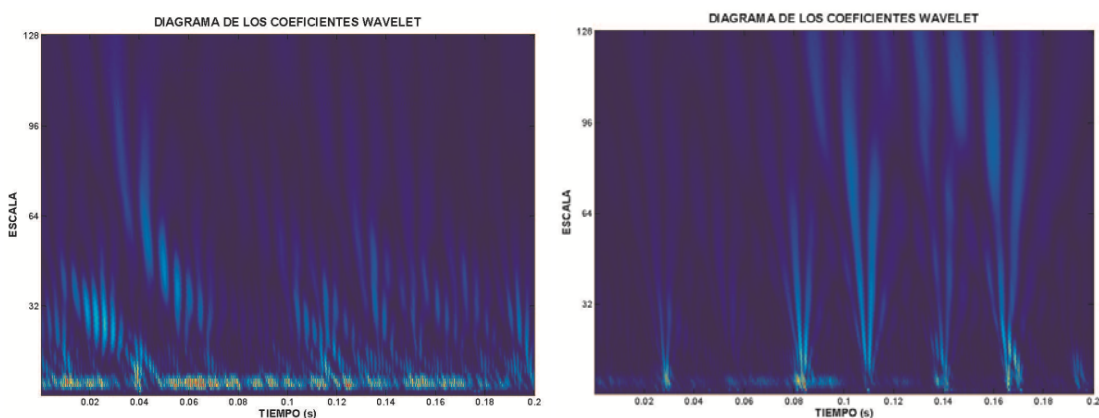 DIAGRAMA DE LOS COEFICIENTES WAVELET
128
96
64
32
ESCALA
0.02 0.04 0.06 0.08 0.1 0.12 0.14 0.16 0.18 0.2
TIEMPO (s)
DIAGRAMA DE LOS COEFICIENTES WAVELET
128
96
64
32
ESCALA
0.02 0.04 0.06 0.08 0.1 0.12 0.14 0.16 0.18 0.2
TIEMPO (s)